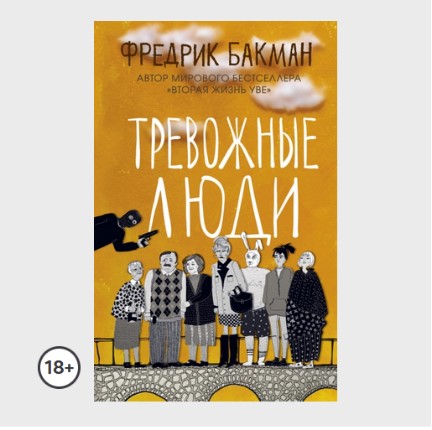 ФРЕДРИК БАКМАН
АВТОР МИРОВОГО БЕСТСЕЛЛЕРА
«ВТОРАЯ ЖИЗНЬ УВЕ»
ТРЕВОЖНЫЕ
ЛЮДИ
18+